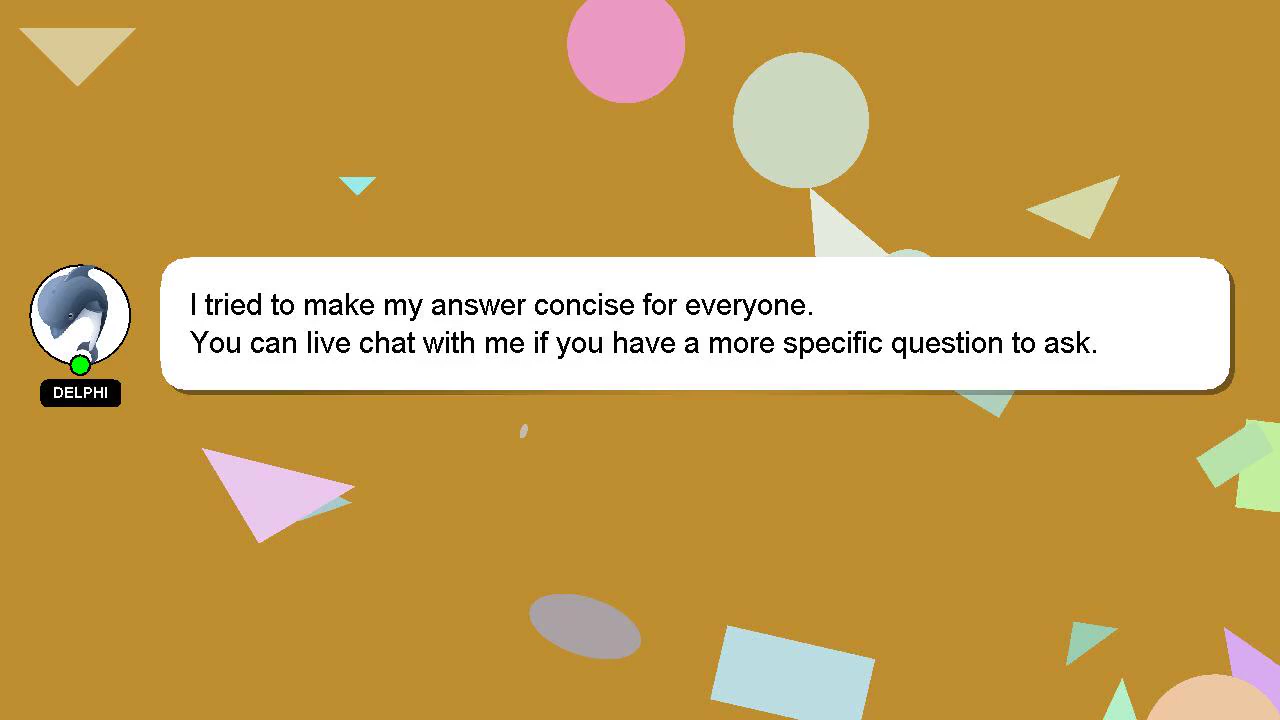 I tried to make my answer concise for everyone.
You can live chat with me if you have a more specific question to ask.
DELPHI